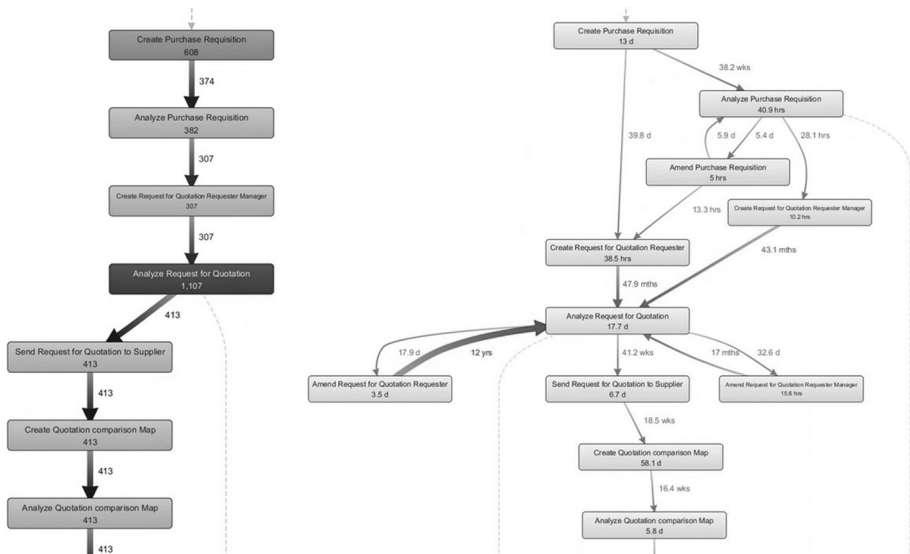 Create Purchase Requisition
608
374
Analyze Purchase Requisition
382
307
Create Request for Quotation Requester Manager
307
307
Analyze Request for Quotation
1,107
413
Send Request for Quotation to Supplier
413
413
Create Quotation comparison Map
413
413
Analyze Quotation comparison Map
413
413
Create Purchase Requisition
13 d
38.2 wks
Analyze Purchase Requisition
40.9 hrs
39.8 d
5.9 d
5.4 d
28.1 hrs
Amend Purchase Requisition
5 hrs
13.3 hrs
Create Request for Quotation Requester Manager
10.2 hrs
Create Request for Quotation Requester
38.5 hrs
43.1 mths
47.9 mths
Analyze Request for Quotation
17.7 d
17.9 d
12 yrs
41.2 wks
17 mths
32.6 d
Amend Request for Quotation Requester
3.5 d
Send Request for Quotation to Supplier
6.7 d
Amend Request for Quotation Requester Manager
15.6 hrs
18.5 wks
Create Quotation comparison Map
58.1 d
16.4 wks
Analyze Quotation comparison Map
5.8 d